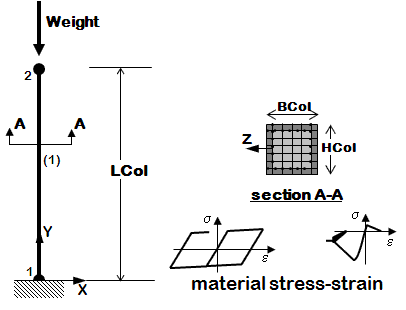 Weight
2
A A
BCol
Z
HCol
(1)
LCol
section A-A
Y
σ
ε
σ
ε
1
X
material stress-strain